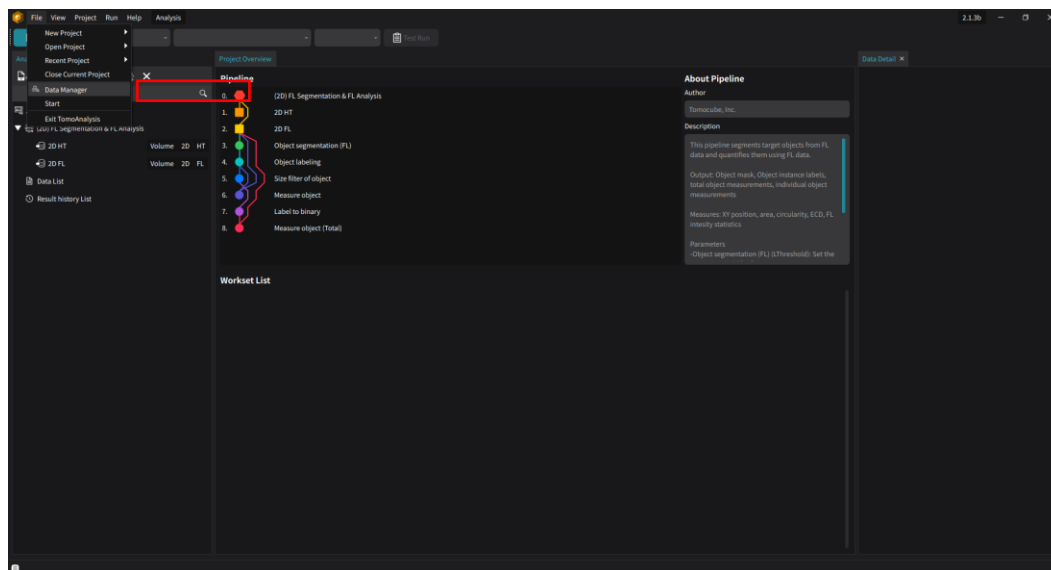 File View Project Run Help Analysis
2.1.3b
New Project
Open Project
Recent Project
Close Current Project
Data Manager
Start
Exit TomoAnalysis
Test Run
Project Overview
Data Detail
Pipeline
0. (2D) FL Segmentation & FL Analysis
1. 2D HT
2. 2D FL
3. Object segmentation (FL)
4. Object labeling
5. Size filter of object
6. Measure object
7. Label to binary
8. Measure object (Total)
About Pipeline
Author
Tomocube, Inc.
Description
This pipeline segments target objects from FL
data and quantifies them using FL data.
Output: Object mask, Object instance labels,
total object measurements, individual object
measurements
Measures: XY position, area, circularity, ECD, FL
intesity statistics
Parameters
-Object segmentation (FL) (LThreshold): Set the
(2D) FL Segmentation & FL Analysis
2D HT Volume 2D HT
2D FL Volume 2D FL
Data List
Result history List
Workset List